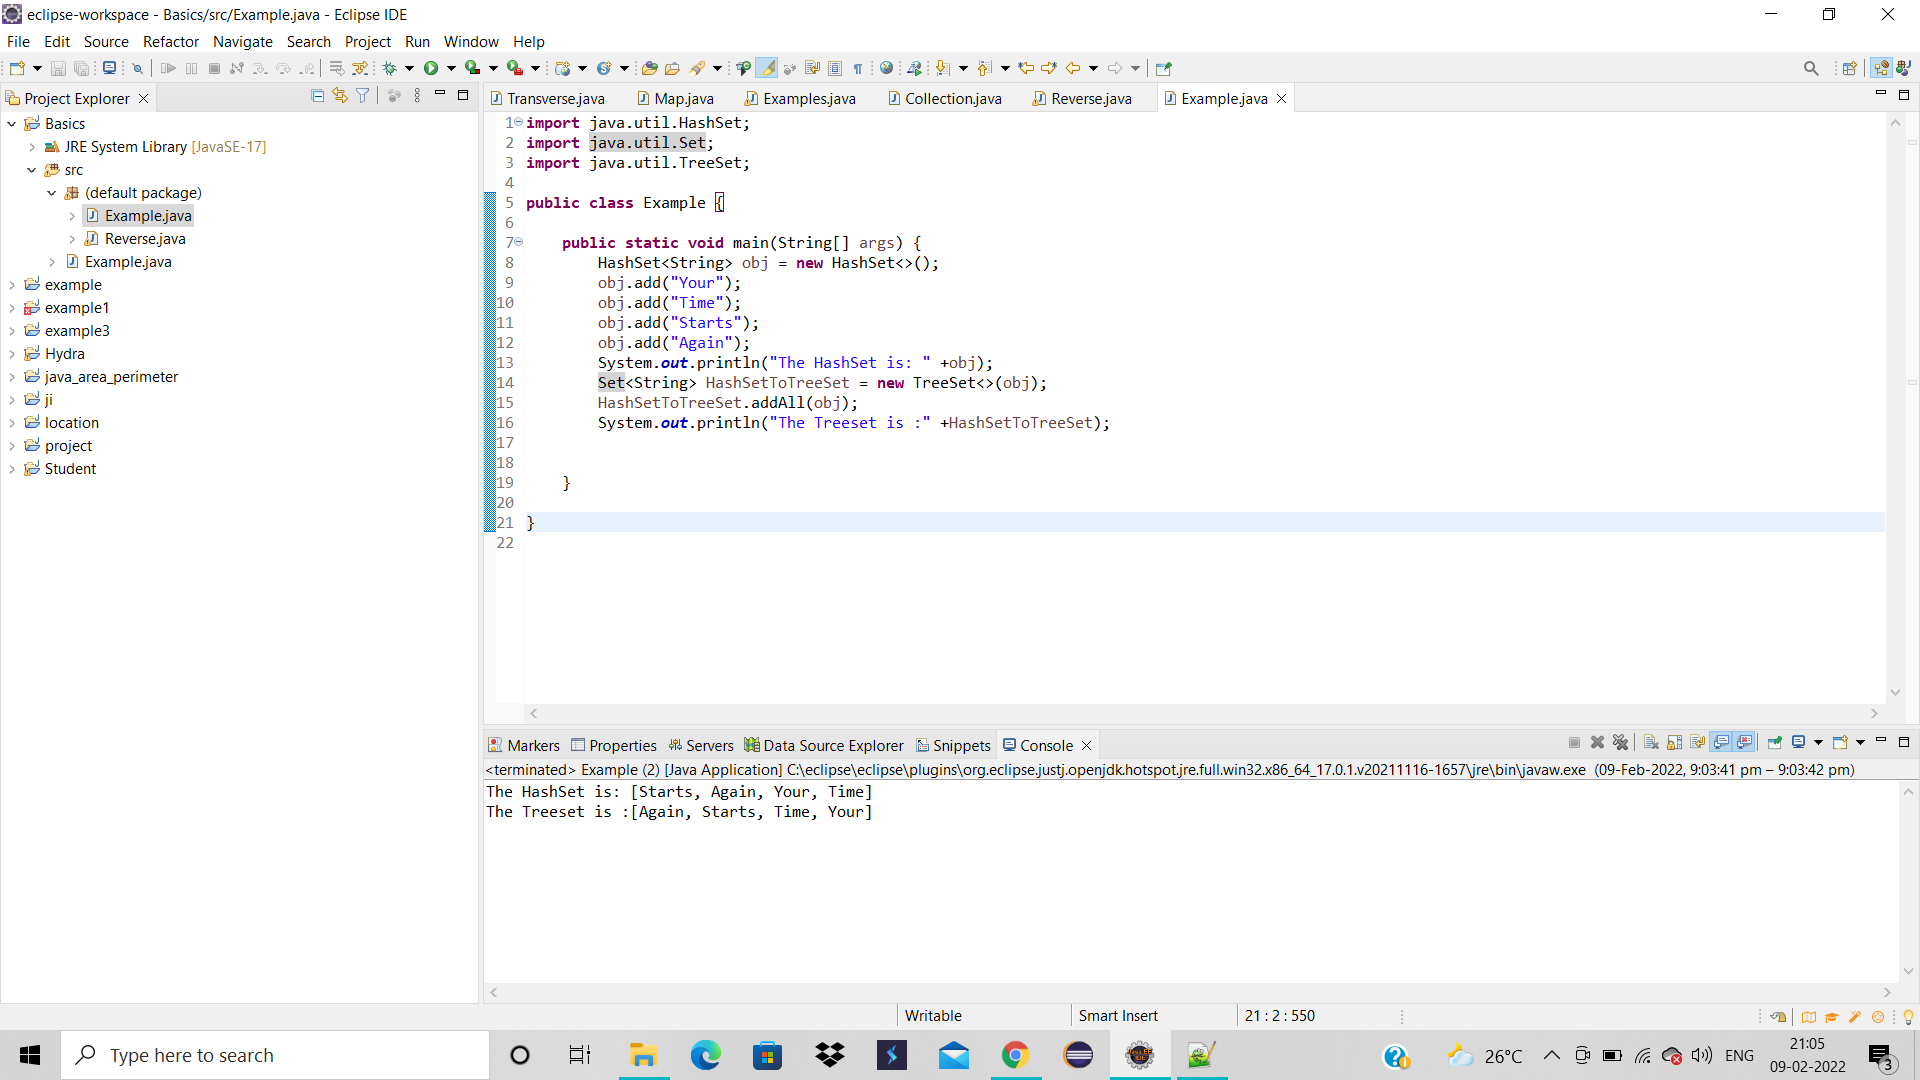 eclipse-workspace - Basics/src/Example.java - Eclipse IDE
File Edit Source Refactor Navigate Search Project Run Window Help
Project Explorer
Basics
JRE System Library [JavaSE-17]
src
(default package)
Example.java
Reverse.java
Example.java
example
example1
example3
Hydra
java_area_perimeter
ji
location
project
Student
Transverse.java Map.java Examples.java Collection.java Reverse.java Example.java
1 import java.util.HashSet;
2 import java.util.Set;
3 import java.util.TreeSet;
4
5 public class Example {
6
7 public static void main(String[] args) {
8 HashSet<String> obj = new HashSet<>();
9 obj.add("Your");
10 obj.add("Time");
11 obj.add("Starts");
12 obj.add("Again");
13 System.out.println("The HashSet is: " +obj);
14 Set<String> HashSetToTreeSet = new TreeSet<>(obj);
15 HashSetToTreeSet.addAll(obj);
16 System.out.println("The Treeset is :" +HashSetToTreeSet);
17
18
19 }
20
21 }
22
Markers Properties Servers Data Source Explorer Snippets Console
<terminated> Example (2) [Java Application] C:\eclipse\eclipse\plugins\org.eclipse.justj.openjdk.hotspot.jre.full.win32.x86_64_17.0.1.v20211116-1657\jre\bin\javaw.exe (09-Feb-2022, 9:03:41 pm – 9:03:42 pm)
The HashSet is: [Starts, Again, Your, Time]
The Treeset is :[Again, Starts, Time, Your]
Writable Smart Insert 21 : 2 : 550
Type here to search
26°C ENG
21:05
09-02-2022
3